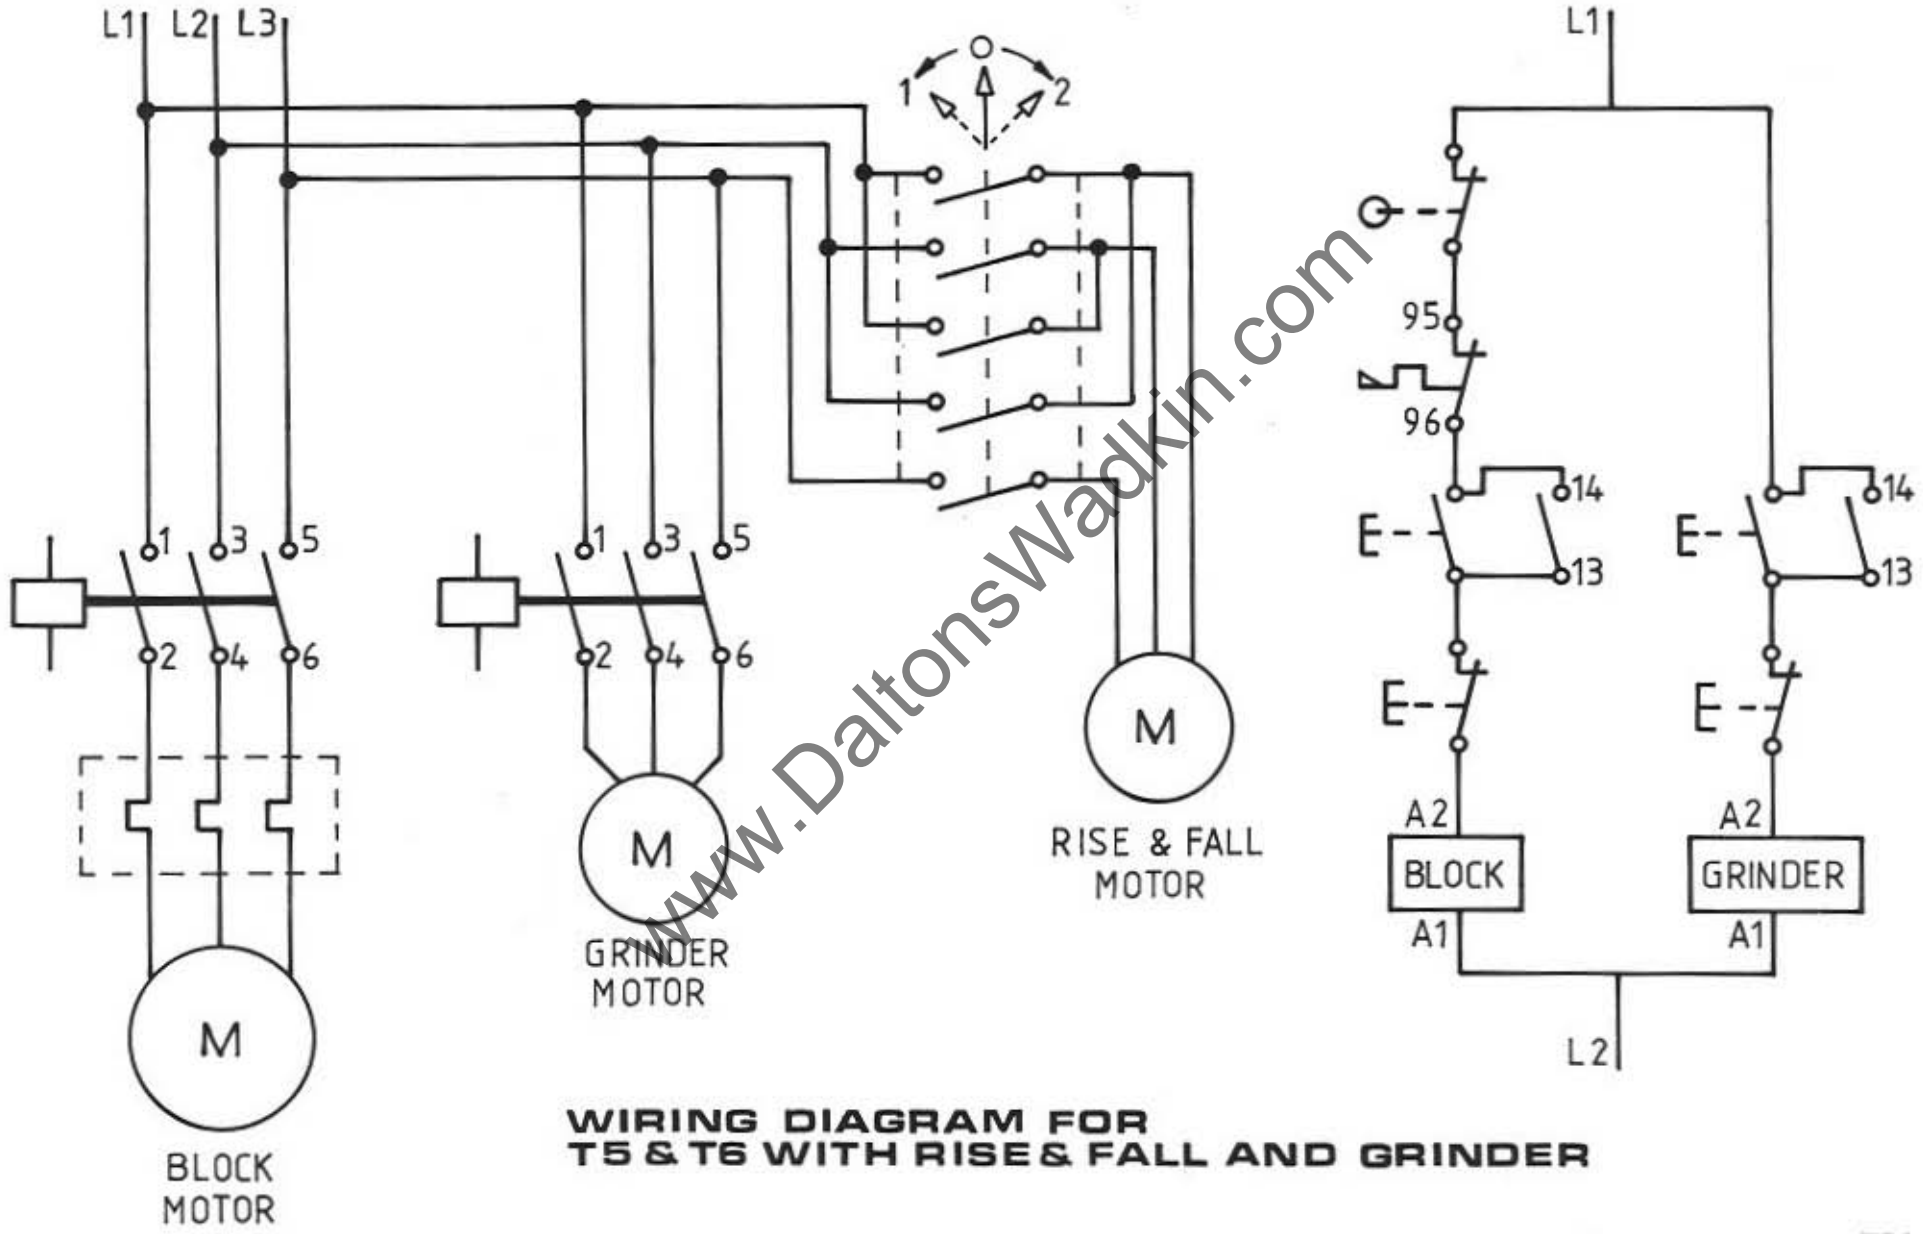 L1 L2 L3
1 O 2
L1
95
96
14
13
14
13
1 3 5
2 4 6
1 3 5
2 4 6
M
BLOCK
MOTOR
M
GRINDER
MOTOR
M
RISE & FALL
MOTOR
A2
BLOCK
A1
A2
GRINDER
A1
L2
www.DaltonsWadkin.com
WIRING DIAGRAM FOR
T5 & T6 WITH RISE & FALL AND GRINDER